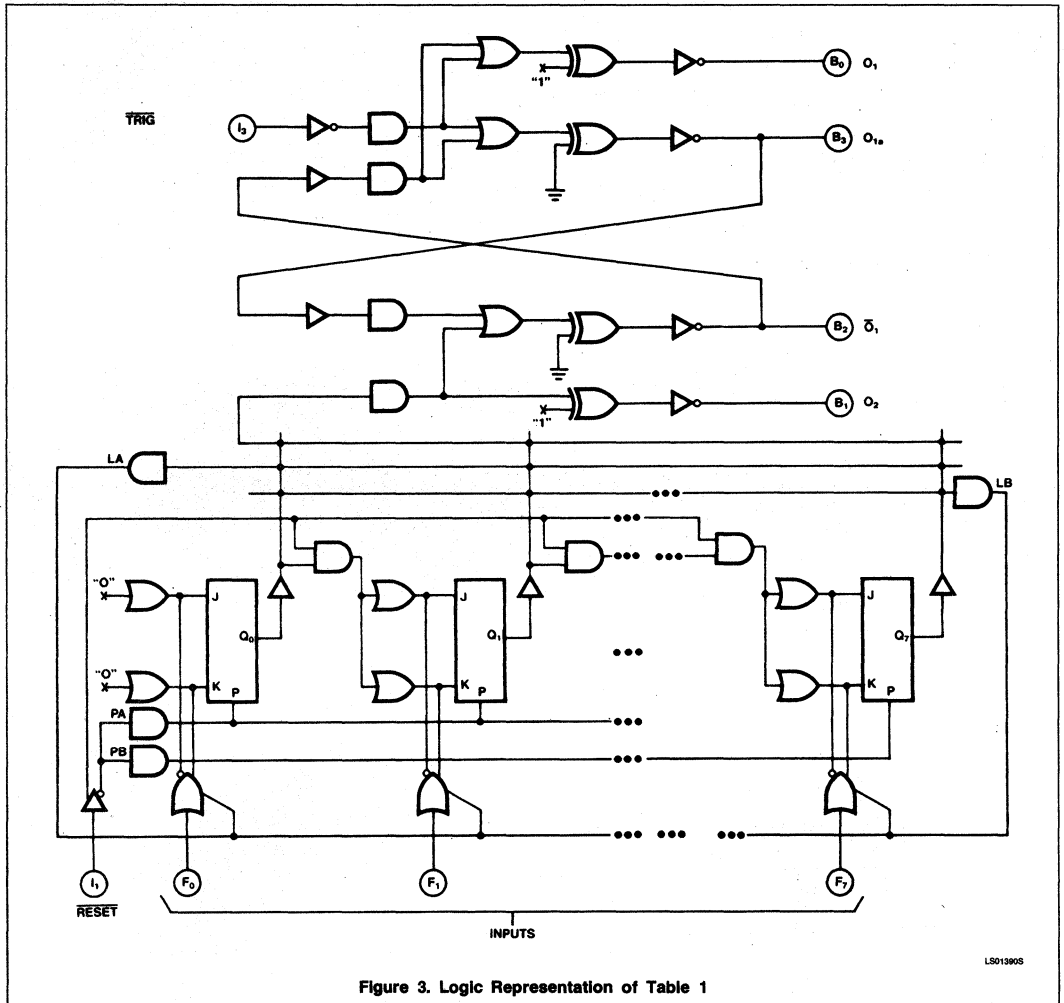 B0 O1
"1"
TRIG
I3
B3 O1a
B2 O1
B1 O2
"1"
LA
LB
"O"
J
Q0
K
P
"O"
J
Q1
K
P
J
Q7
K
P
PA
PB
I1
F0
F1
F7
RESET
INPUTS
LS01390S
Figure 3. Logic Representation of Table 1